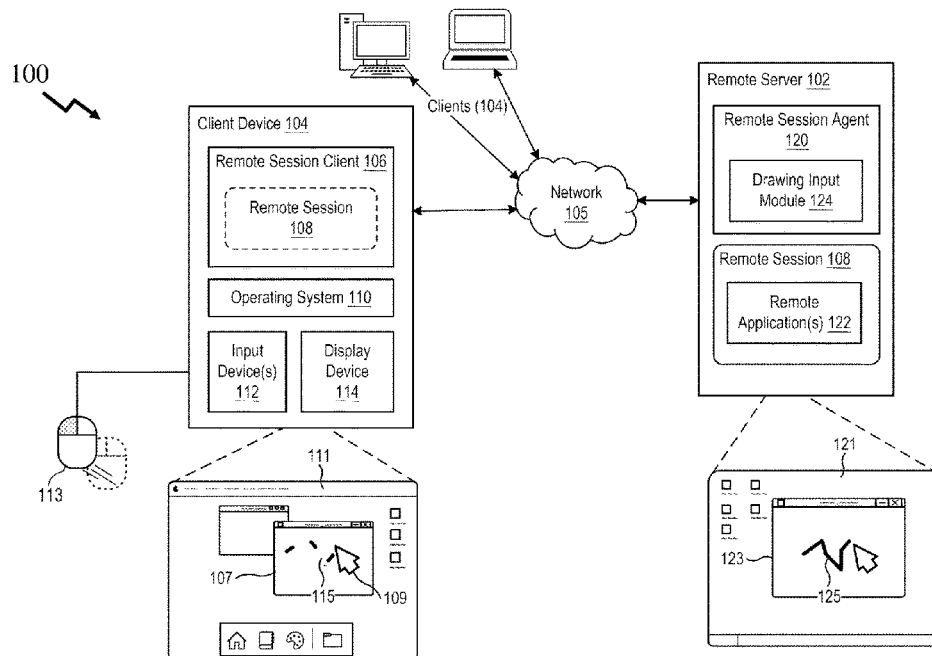 100
Clients (104)
Client Device 104
Remote Session Client 106
Remote Session
108
Operating System 110
Input
Device(s)
112
Display
Device
114
Network
105
Remote Server 102
Remote Session Agent
120
Drawing Input
Module 124
Remote Session 108
Remote
Application(s) 122
113
111
107
115
109
121
123
125